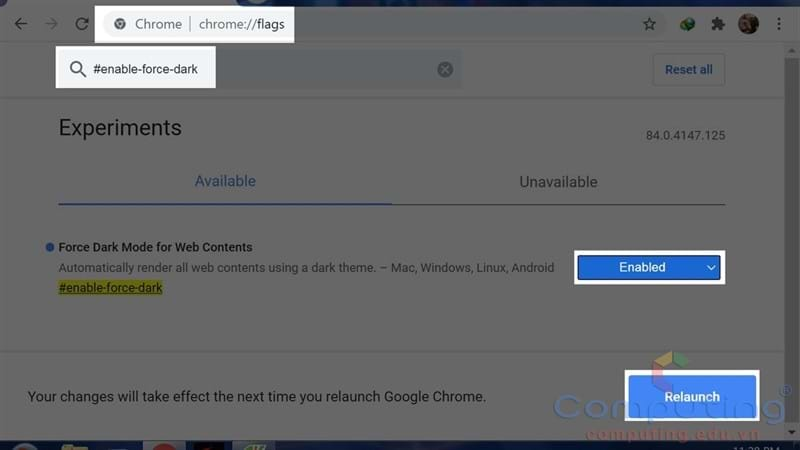 Chrome | chrome://flags
#enable-force-dark
Reset all
Experiments
84.0.4147.125
Available
Unavailable
Force Dark Mode for Web Contents
Automatically render all web contents using a dark theme. – Mac, Windows, Linux, Android
#enable-force-dark
Enabled
Your changes will take effect the next time you relaunch Google Chrome.
Relaunch
Computing®
computing.edu.vn